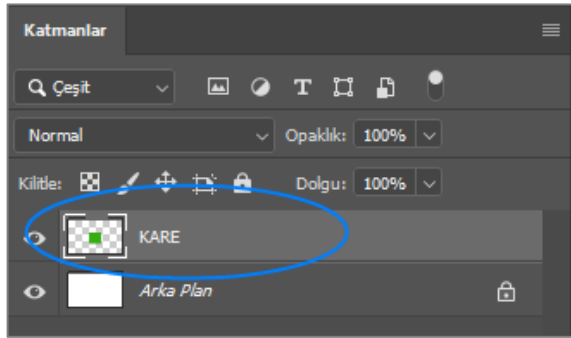 Katmanlar
Çeşit
Normal Opaklık: 100%
Kilitle: Dolgu: 100%
KARE
Arka Plan